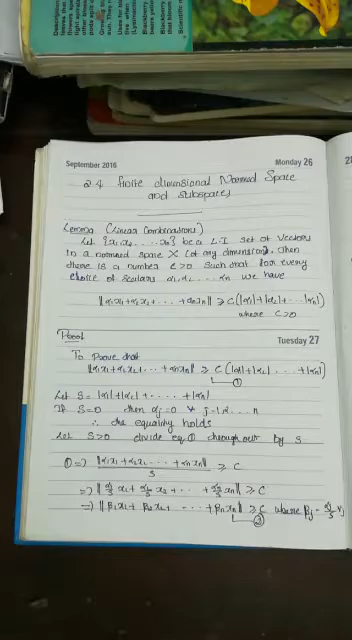 September 2016
Monday 26
2.4 Finite dimensional Normed Space
and subspaces
Lemma (Linear Combinations)
Let {x₁,x₂ .... xn} be a L.I set of vectors
in a normed space X (of any dimension). Then
there is a number C>0 such that for every
choice of scalars α₁,α₂ .... αn we have
||α₁x₁+α₂x₂+ ... + αnxn|| ≥ C(|α₁|+|α₂|+ ... |αn|)
where C>0
Tuesday 27
Proof
To Prove that
||α₁x₁+α₂x₂+ ... +αnxn|| ≥ C(|α₁|+|α₂| ... +|αn|)
①
Let S= |α₁|+|α₂|+ ..... +|αn|
If S=0 then αj=0 ∀ j=1,2...n
∴ the equality holds
Let S>0 divide eq ① throughout by S
①=> ||α₁x₁+α₂x₂ .... +αnxn|| / S ≥ C
=> ||α₁/S x₁+ α₂/S x₂ + .. + αn/S xn|| ≥ C
=> ||β₁x₁+ β₂x₂+ ... +βnxn|| ≥ C where βj = αj/S ∀j
②